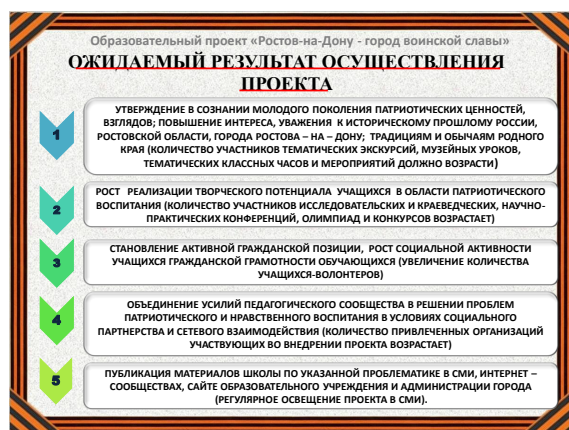 Образовательный проект «Ростов-на-Дону - город воинской славы»
ОЖИДАЕМЫЙ РЕЗУЛЬТАТ ОСУЩЕСТВЛЕНИЯ
ПРОЕКТА
1
УТВЕРЖДЕНИЕ В СОЗНАНИИ МОЛОДОГО ПОКОЛЕНИЯ ПАТРИОТИЧЕСКИХ ЦЕННОСТЕЙ,
ВЗГЛЯДОВ; ПОВЫШЕНИЕ ИНТЕРЕСА, УВАЖЕНИЯ К ИСТОРИЧЕСКОМУ ПРОШЛОМУ РОССИИ,
РОСТОВСКОЙ ОБЛАСТИ, ГОРОДА РОСТОВА – НА – ДОНУ; ТРАДИЦИЯМ И ОБЫЧАЯМ РОДНОГО
КРАЯ (КОЛИЧЕСТВО УЧАСТНИКОВ ТЕМАТИЧЕСКИХ ЭКСКУРСИЙ, МУЗЕЙНЫХ УРОКОВ,
ТЕМАТИЧЕСКИХ КЛАССНЫХ ЧАСОВ И МЕРОПРИЯТИЙ ДОЛЖНО ВОЗРАСТИ)
2
РОСТ РЕАЛИЗАЦИИ ТВОРЧЕСКОГО ПОТЕНЦИАЛА УЧАЩИХСЯ В ОБЛАСТИ ПАТРИОТИЧЕСКОГО
ВОСПИТАНИЯ (КОЛИЧЕСТВО УЧАСТНИКОВ ИССЛЕДОВАТЕЛЬСКИХ И КРАЕВЕДЧЕСКИХ, НАУЧНО-
ПРАКТИЧЕСКИХ КОНФЕРЕНЦИЙ, ОЛИМПИАД И КОНКУРСОВ ВОЗРАСТАЕТ)
3
СТАНОВЛЕНИЕ АКТИВНОЙ ГРАЖДАНСКОЙ ПОЗИЦИИ, РОСТ СОЦИАЛЬНОЙ АКТИВНОСТИ
УЧАЩИХСЯ ГРАЖДАНСКОЙ ГРАМОТНОСТИ ОБУЧАЮЩИХСЯ (УВЕЛИЧЕНИЕ КОЛИЧЕСТВА
УЧАЩИХСЯ-ВОЛОНТЕРОВ)
4
ОБЪЕДИНЕНИЕ УСИЛИЙ ПЕДАГОГИЧЕСКОГО СООБЩЕСТВА В РЕШЕНИИ ПРОБЛЕМ
ПАТРИОТИЧЕСКОГО И НРАВСТВЕННОГО ВОСПИТАНИЯ В УСЛОВИЯХ СОЦИАЛЬНОГО
ПАРТНЕРСТВА И СЕТЕВОГО ВЗАИМОДЕЙСТВИЯ (КОЛИЧЕСТВО ПРИВЛЕЧЕННЫХ ОРГАНИЗАЦИЙ
УЧАСТВУЮЩИХ ВО ВНЕДРЕНИИ ПРОЕКТА ВОЗРАСТАЕТ)
5
ПУБЛИКАЦИЯ МАТЕРИАЛОВ ШКОЛЫ ПО УКАЗАННОЙ ПРОБЛЕМАТИКЕ В СМИ, ИНТЕРНЕТ –
СООБЩЕСТВАХ, САЙТЕ ОБРАЗОВАТЕЛЬНОГО УЧРЕЖДЕНИЯ И АДМИНИСТРАЦИИ ГОРОДА
(РЕГУЛЯРНОЕ ОСВЕЩЕНИЕ ПРОЕКТА В СМИ).